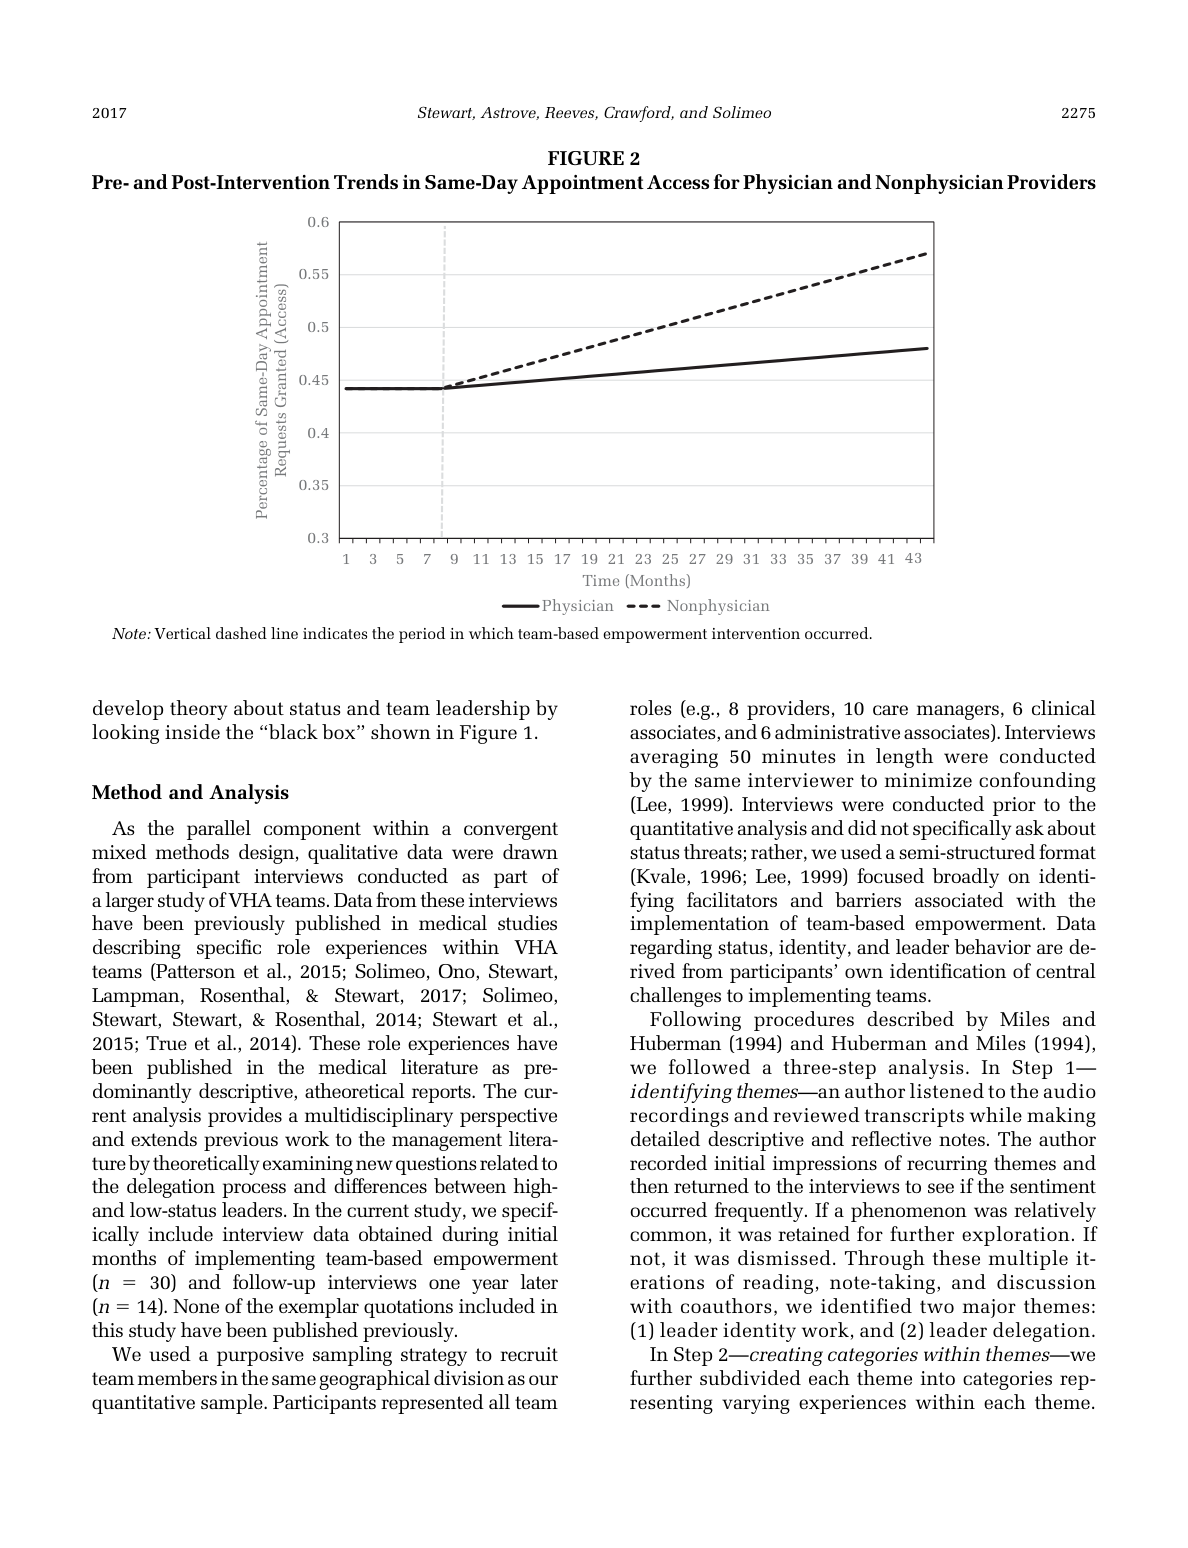 2017
Stewart, Astrove, Reeves, Crawford, and Solimeo
2275
FIGURE 2
Pre- and Post-Intervention Trends in Same-Day Appointment Access for Physician and Nonphysician Providers
Percentage of Same-Day Appointment
Requests Granted (Access)
0.6
0.55
0.5
0.45
0.4
0.35
0.3
1 3 5 7 9 11 13 15 17 19 21 23 25 27 29 31 33 35 37 39 41 43
Time (Months)
Physician Nonphysician
Note: Vertical dashed line indicates the period in which team-based empowerment intervention occurred.
develop theory about status and team leadership by
looking inside the “black box” shown in Figure 1.
Method and Analysis
As the parallel component within a convergent
mixed methods design, qualitative data were drawn
from participant interviews conducted as part of
a larger study of VHA teams. Data from these interviews
have been previously published in medical studies
describing specific role experiences within VHA
teams (Patterson et al., 2015; Solimeo, Ono, Stewart,
Lampman, Rosenthal, & Stewart, 2017; Solimeo,
Stewart, Stewart, & Rosenthal, 2014; Stewart et al.,
2015; True et al., 2014). These role experiences have
been published in the medical literature as pre-
dominantly descriptive, atheoretical reports. The cur-
rent analysis provides a multidisciplinary perspective
and extends previous work to the management litera-
ture by theoretically examining new questions related to
the delegation process and differences between high-
and low-status leaders. In the current study, we specif-
ically include interview data obtained during initial
months of implementing team-based empowerment
(n = 30) and follow-up interviews one year later
(n = 14). None of the exemplar quotations included in
this study have been published previously.
We used a purposive sampling strategy to recruit
team members in the same geographical division as our
quantitative sample. Participants represented all team
roles (e.g., 8 providers, 10 care managers, 6 clinical
associates, and 6 administrative associates). Interviews
averaging 50 minutes in length were conducted
by the same interviewer to minimize confounding
(Lee, 1999). Interviews were conducted prior to the
quantitative analysis and did not specifically ask about
status threats; rather, we used a semi-structured format
(Kvale, 1996; Lee, 1999) focused broadly on identi-
fying facilitators and barriers associated with the
implementation of team-based empowerment. Data
regarding status, identity, and leader behavior are de-
rived from participants’ own identification of central
challenges to implementing teams.
Following procedures described by Miles and
Huberman (1994) and Huberman and Miles (1994),
we followed a three-step analysis. In Step 1—
identifying themes—an author listened to the audio
recordings and reviewed transcripts while making
detailed descriptive and reflective notes. The author
recorded initial impressions of recurring themes and
then returned to the interviews to see if the sentiment
occurred frequently. If a phenomenon was relatively
common, it was retained for further exploration. If
not, it was dismissed. Through these multiple it-
erations of reading, note-taking, and discussion
with coauthors, we identified two major themes:
(1) leader identity work, and (2) leader delegation.
In Step 2—creating categories within themes—we
further subdivided each theme into categories rep-
resenting varying experiences within each theme.